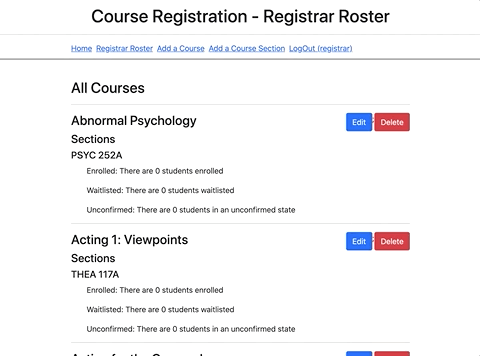 Course Registration - Registrar Roster
Home Registrar Roster Add a Course Add a Course Section LogOut (registrar)
All Courses
Abnormal Psychology Edit Delete
Sections
PSYC 252A
Enrolled: There are 0 students enrolled
Waitlisted: There are 0 students waitlisted
Unconfirmed: There are 0 students in an unconfirmed state
Acting 1: Viewpoints Edit Delete
Sections
THEA 117A
Enrolled: There are 0 students enrolled
Waitlisted: There are 0 students waitlisted
Unconfirmed: There are 0 students in an unconfirmed state